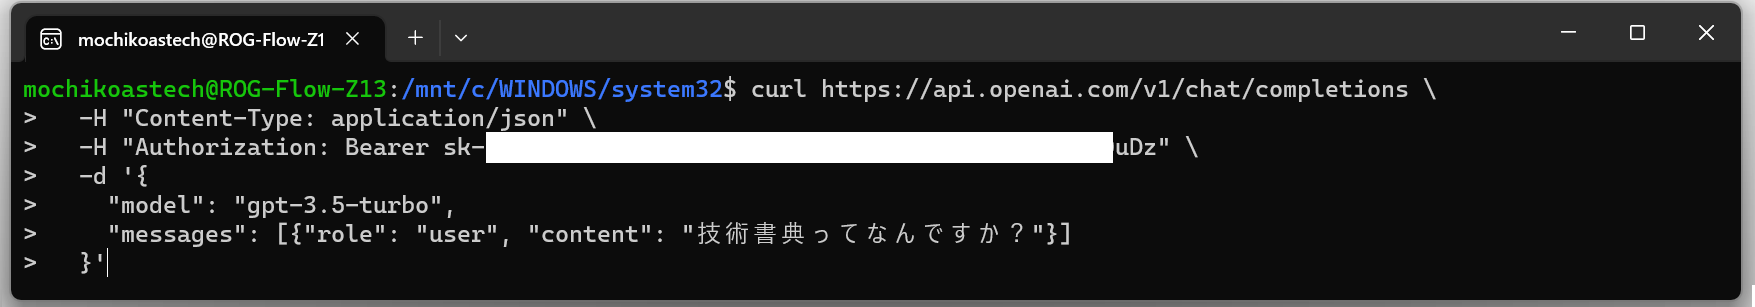 mochikoastech@ROG-Flow-Z1
mochikoastech@ROG-Flow-Z13:/mnt/c/WINDOWS/system32$ curl https://api.openai.com/v1/chat/completions \
>   -H "Content-Type: application/json" \
>   -H "Authorization: Bearer sk- uDz" \
>   -d '{
>     "model": "gpt-3.5-turbo",
>     "messages": [{"role": "user", "content": "技術書典ってなんですか？"}]
>   }'